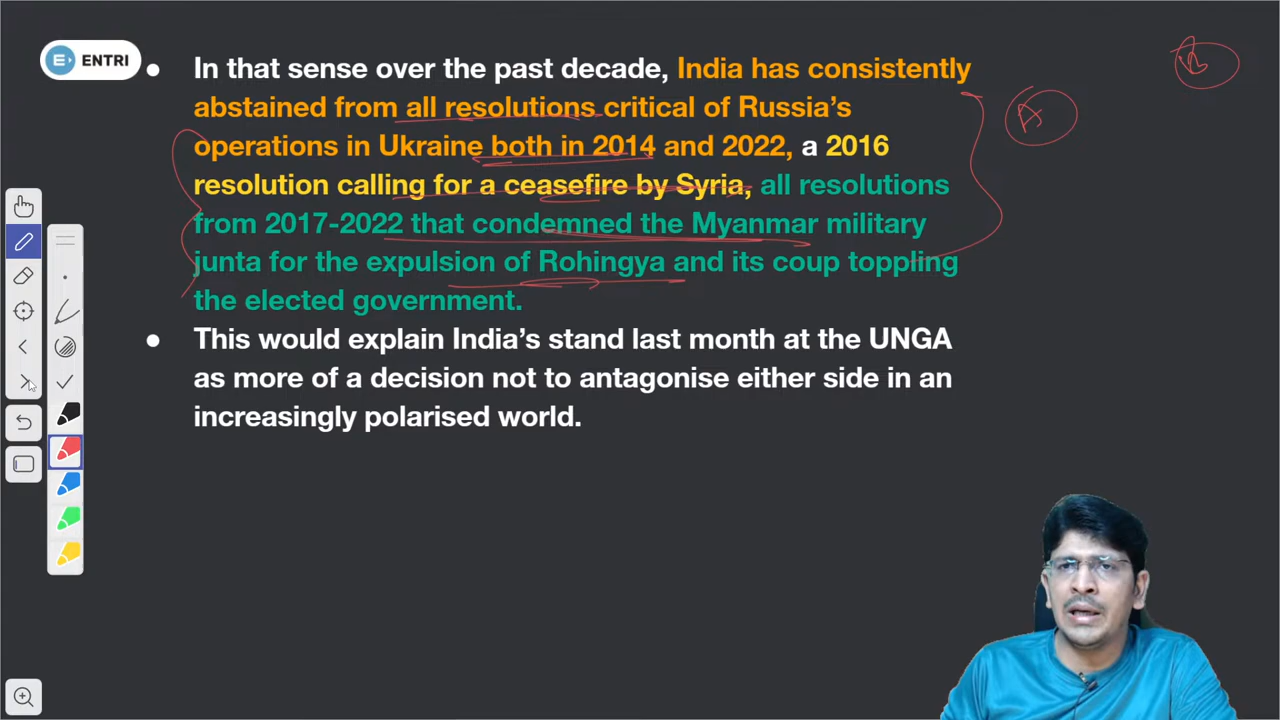 ENTRI
• In that sense over the past decade, India has consistently
abstained from all resolutions critical of Russia's
operations in Ukraine both in 2014 and 2022, a 2016
resolution calling for a ceasefire by Syria, all resolutions
from 2017-2022 that condemned the Myanmar military
junta for the expulsion of Rohingya and its coup toppling
the elected government.
• This would explain India's stand last month at the UNGA
as more of a decision not to antagonise either side in an
increasingly polarised world.